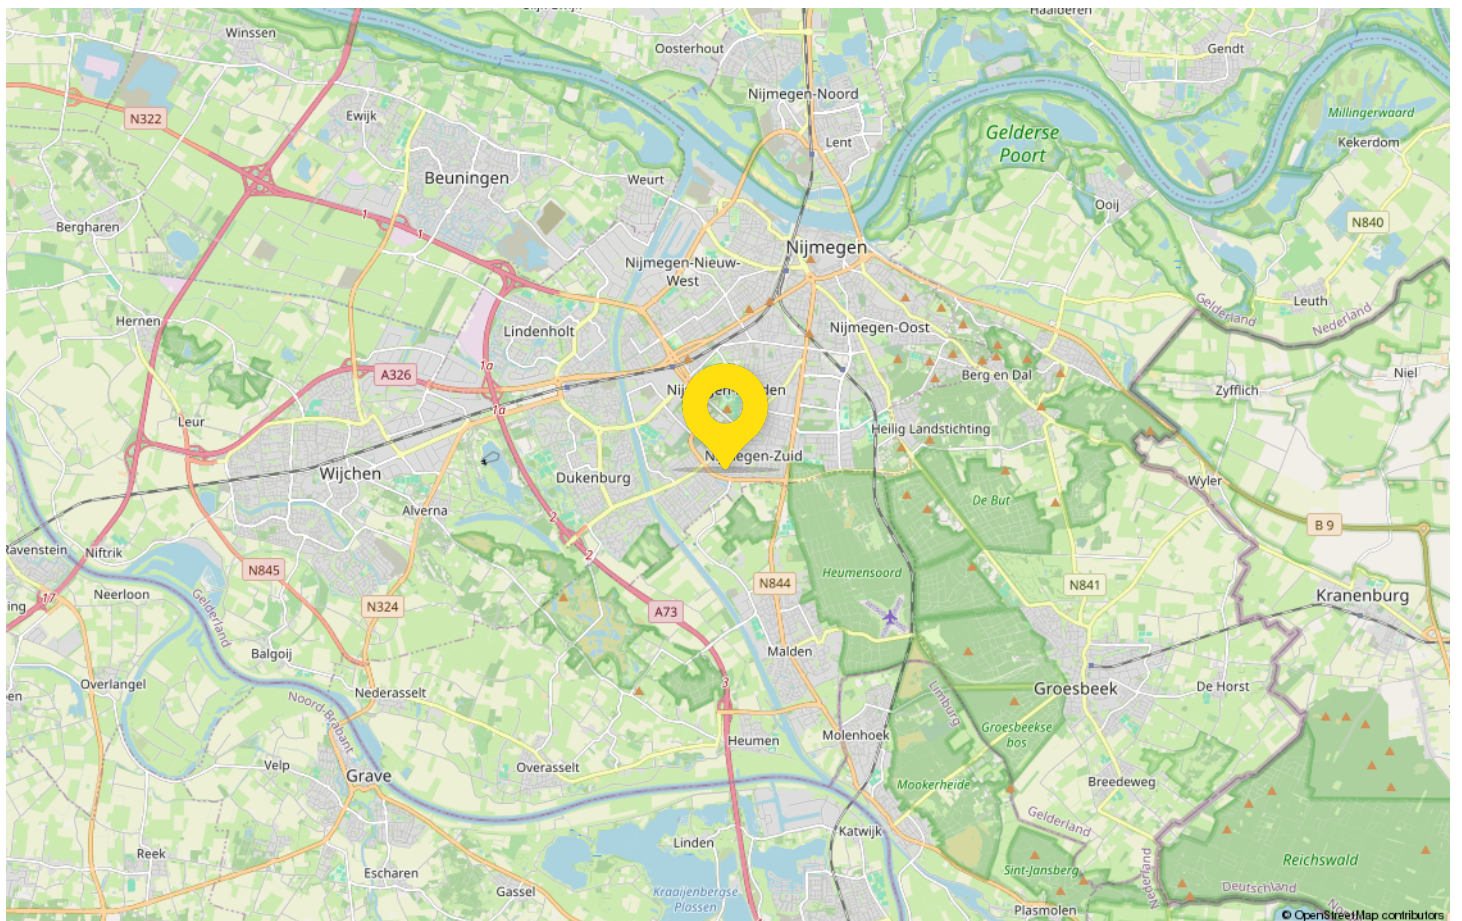 Winssen
Oosterhout
Haalderen
Gendt
N322
Ewijk
Nijmegen-Noord
Lent
Gelderse
Poort
Millingerwaard
Kekerdom
Beuningen
Weurt
Ooij
Bergharen
1
1
N840
Nijmegen
Nijmegen-Nieuw-
West
Leuth
Gelderland
Nederland
Hernen
Lindenholt
Nijmegen-Oost
1a
A326
Berg en Dal
Niel
Zyfflich
1a
Leur
Heilig Landstichting
Nijmegen-Zuid
Wijchen
Dukenburg
Wyler
De But
Alverna
2
B 9
Ravenstein
Niftrik
2
N845
Heumensoord
N844
N841
Neerloon
17
N324
A73
Kranenburg
Gelderland
Balgoij
Malden
Overlangel
Nederasselt
3
Groesbeek
De Horst
Noord-Brabant
Limburg
Groesbeekse
bos
Heumen
Molenhoek
Velp
Overasselt
Grave
Mookerheide
Breedeweg
Gelderland
Linden
Katwijk
Reek
Escharen
Sint-Jansberg
Nederland
Reichswald
Gassel
Kraaijenbergse
Plassen
Deutschland
Plasmolen
© OpenStreetMap contributors